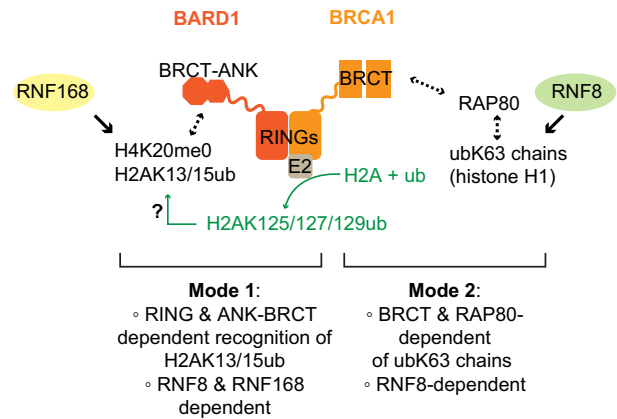 BARD1
BRCA1
BRCT-ANK
BRCT
RNF168
RNF8
RAP80
RINGs
E2
H4K20me0
H2AK13/15ub
ubK63 chains
(histone H1)
H2A + ub
?
H2AK125/127/129ub
Mode 1:
◦ RING & ANK-BRCT
dependent recognition of
H2AK13/15ub
◦ RNF8 & RNF168
dependent
Mode 2:
◦ BRCT & RAP80-
dependent
of ubK63 chains
◦ RNF8-dependent